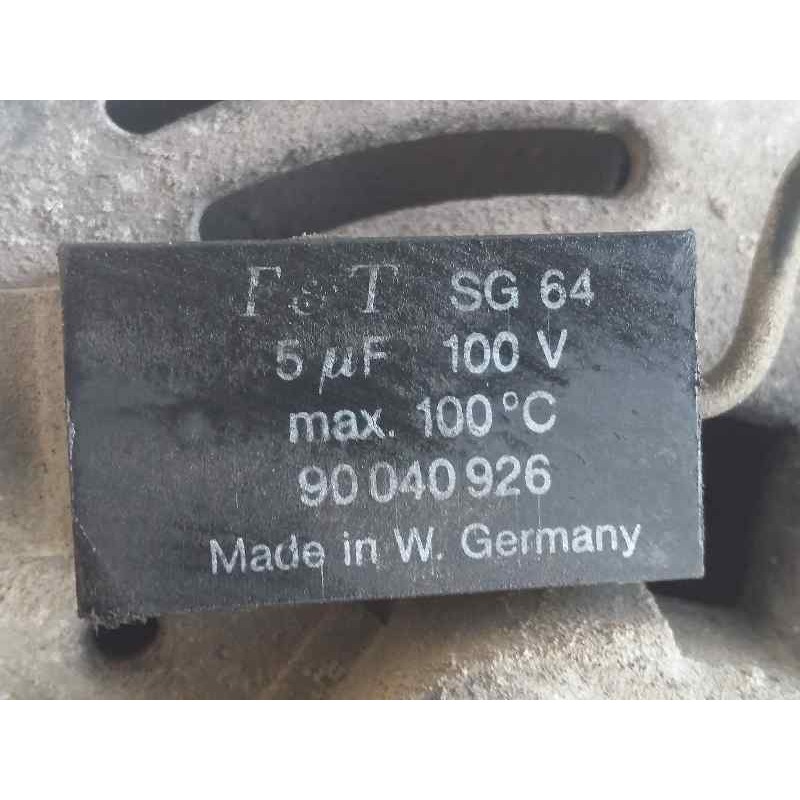 F & T SG 64
5 µF 100 V
max. 100°C
90 040 926
Made in W. Germany